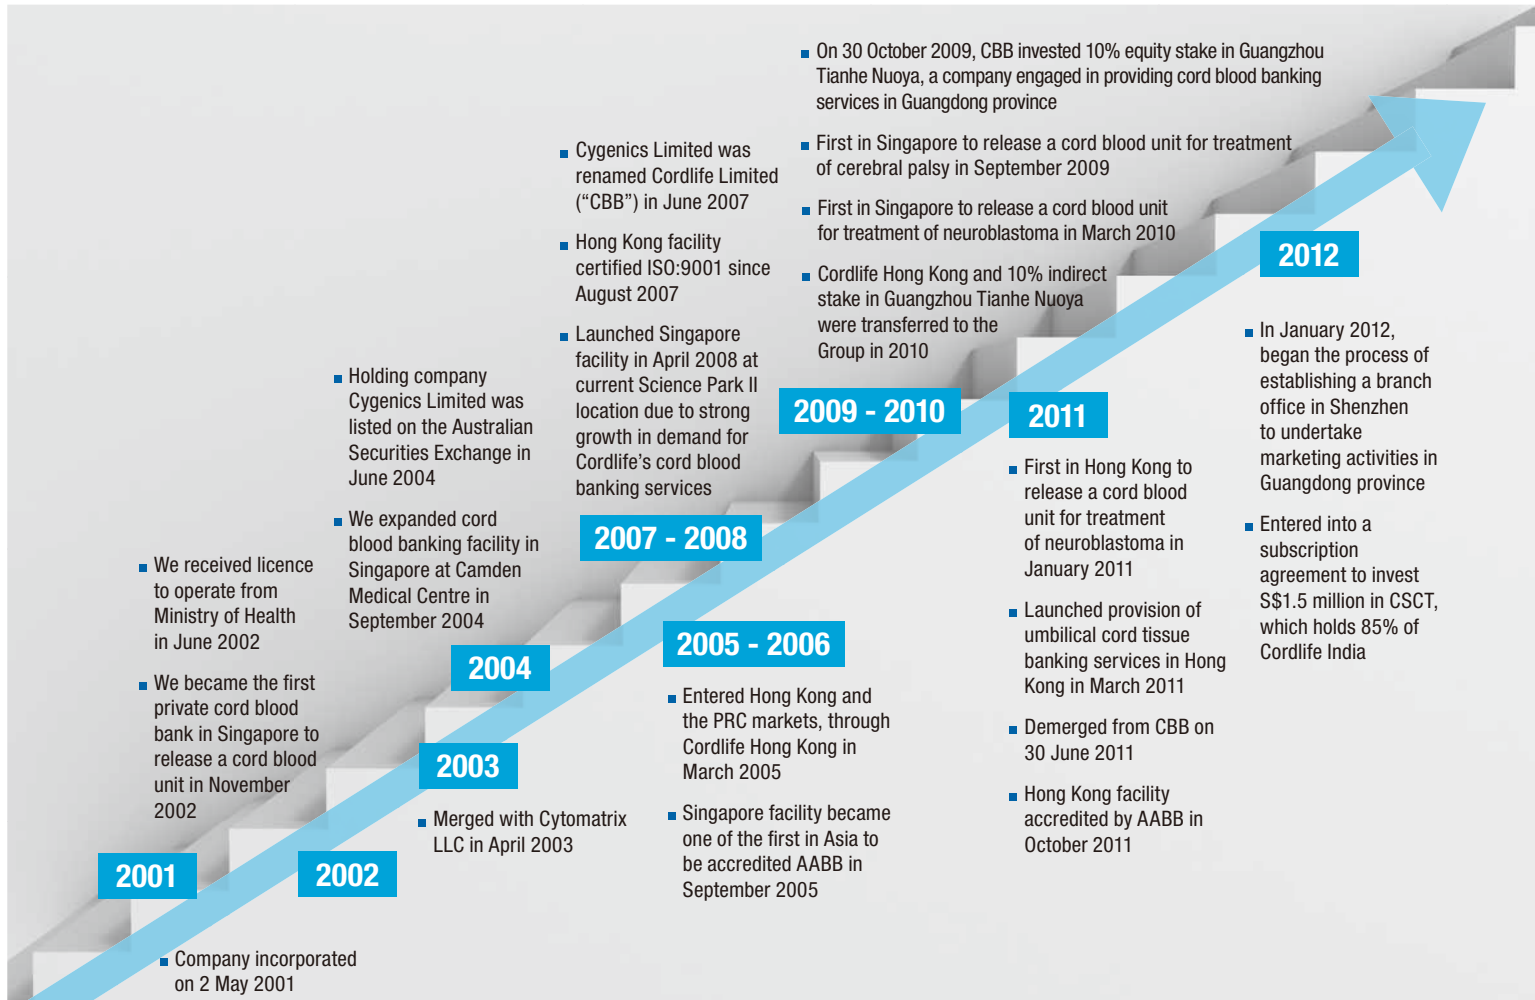 2001
Company incorporated
on 2 May 2001
2002
We received licence
to operate from
Ministry of Health
in June 2002
We became the first
private cord blood
bank in Singapore to
release a cord blood
unit in November
2002
2003
Merged with Cytomatrix
LLC in April 2003
2004
Holding company
Cygenics Limited was
listed on the Australian
Securities Exchange in
June 2004
We expanded cord
blood banking facility in
Singapore at Camden
Medical Centre in
September 2004
2005 - 2006
Entered Hong Kong and
the PRC markets, through
Cordlife Hong Kong in
March 2005
Singapore facility became
one of the first in Asia to
be accredited AABB in
September 2005
2007 - 2008
Cygenics Limited was
renamed Cordlife Limited
(“CBB”) in June 2007
Hong Kong facility
certified ISO:9001 since
August 2007
Launched Singapore
facility in April 2008 at
current Science Park II
location due to strong
growth in demand for
Cordlife’s cord blood
banking services
2009 - 2010
On 30 October 2009, CBB invested 10% equity stake in Guangzhou
Tianhe Nuoya, a company engaged in providing cord blood banking
services in Guangdong province
First in Singapore to release a cord blood unit for treatment
of cerebral palsy in September 2009
First in Singapore to release a cord blood unit
for treatment of neuroblastoma in March 2010
Cordlife Hong Kong and 10% indirect
stake in Guangzhou Tianhe Nuoya
were transferred to the
Group in 2010
2011
First in Hong Kong to
release a cord blood
unit for treatment
of neuroblastoma in
January 2011
Launched provision of
umbilical cord tissue
banking services in Hong
Kong in March 2011
Demerged from CBB on
30 June 2011
Hong Kong facility
accredited by AABB in
October 2011
2012
In January 2012,
began the process of
establishing a branch
office in Shenzhen
to undertake
marketing activities in
Guangdong province
Entered into a
subscription
agreement to invest
S$1.5 million in CSCT,
which holds 85% of
Cordlife India